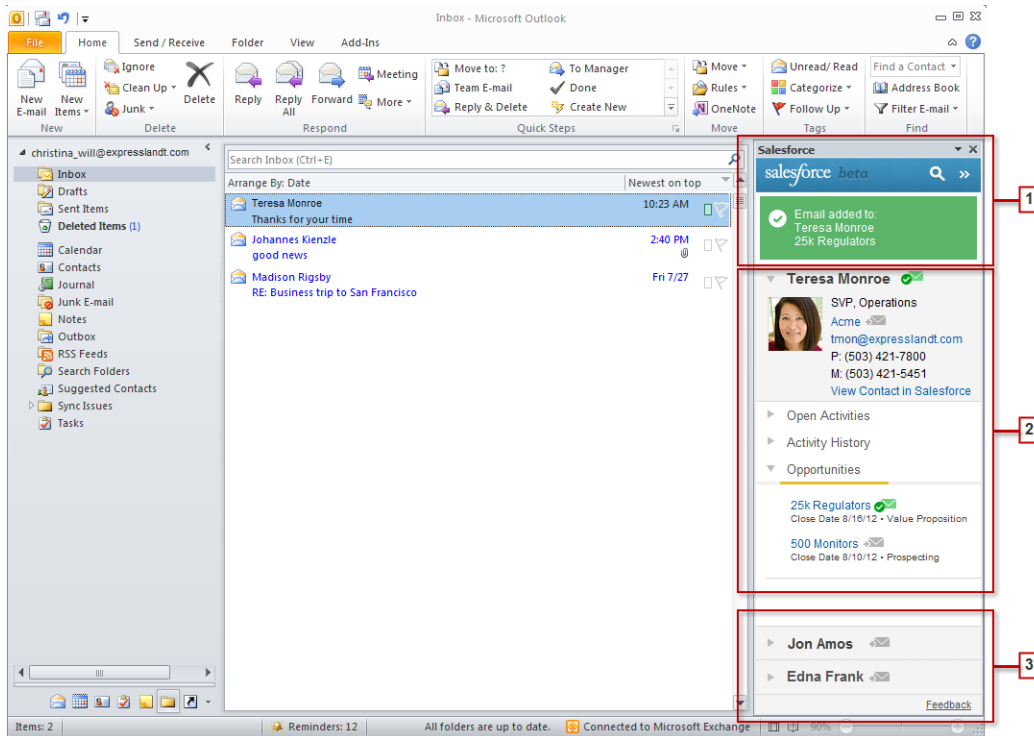 Inbox - Microsoft Outlook
File Home Send / Receive Folder View Add-Ins
New E-mail
New Items
New
Ignore
Clean Up
Junk
Delete
Delete
Reply
Reply All
Forward
Meeting
More
Respond
Move to: ?
Team E-mail
Reply & Delete
To Manager
Done
Create New
Quick Steps
Move
Rules
OneNote
Move
Unread/ Read
Categorize
Follow Up
Tags
Find a Contact
Address Book
Filter E-mail
Find
christina_will@expresslandt.com
Inbox
Drafts
Sent Items
Deleted Items (1)
Calendar
Contacts
Journal
Junk E-mail
Notes
Outbox
RSS Feeds
Search Folders
Suggested Contacts
Sync Issues
Tasks
Search Inbox (Ctrl+E)
Arrange By: Date Newest on top
Teresa Monroe 10:23 AM
Thanks for your time
Johannes Kienzle 2:40 PM
good news
Madison Rigsby Fri 7/27
RE: Business trip to San Francisco
Salesforce
salesforce beta
Email added to:
Teresa Monroe
25k Regulators
1
Teresa Monroe
SVP, Operations
Acme
tmon@expresslandt.com
P: (503) 421-7800
M: (503) 421-5451
View Contact in Salesforce
Open Activities
Activity History
Opportunities
25k Regulators
Close Date 8/16/12 • Value Proposition
500 Monitors
Close Date 8/10/12 • Prospecting
2
Jon Amos
Edna Frank
3
Feedback
Items: 2 Reminders: 12 All folders are up to date. Connected to Microsoft Exchange 90%